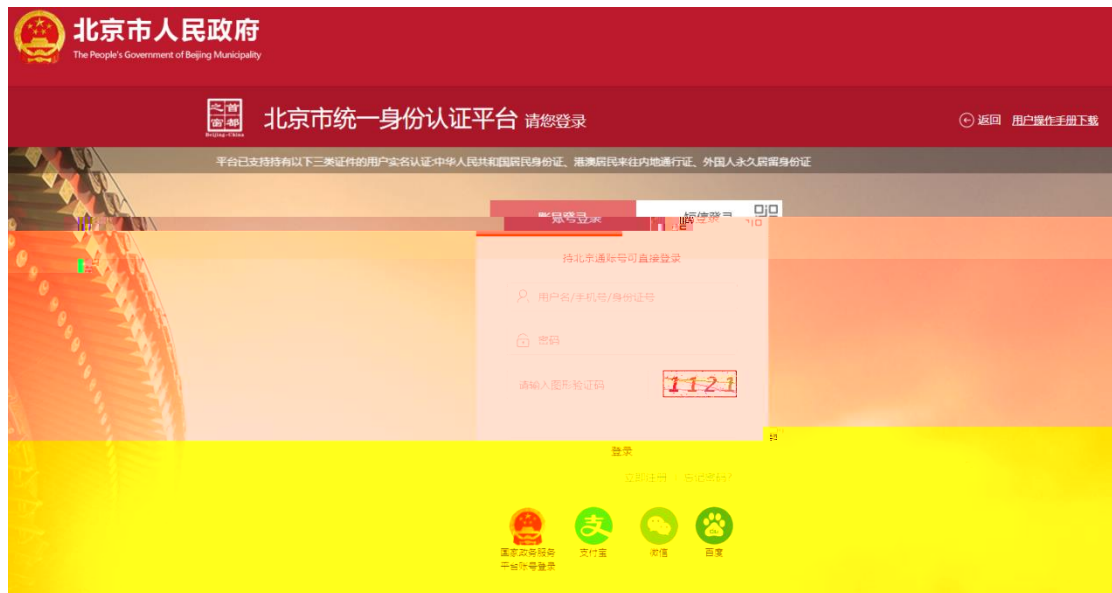 北京市人民政府
The People's Government of Beijing Municipality
首都之窗
Beijing-China
北京市统一身份认证平台 请您登录
返回 用户操作手册下载
平台已支持持有以下三类证件的用户实名认证:中华人民共和国居民身份证、港澳居民来往内地通行证、外国人永久居留身份证
持北京通账号可直接登录
用户名/手机号/身份证号
密码
请输入图形验证码 1121
登录
立即注册 忘记密码?
国家政务服务
平台账号登录
支付宝
微信
百度